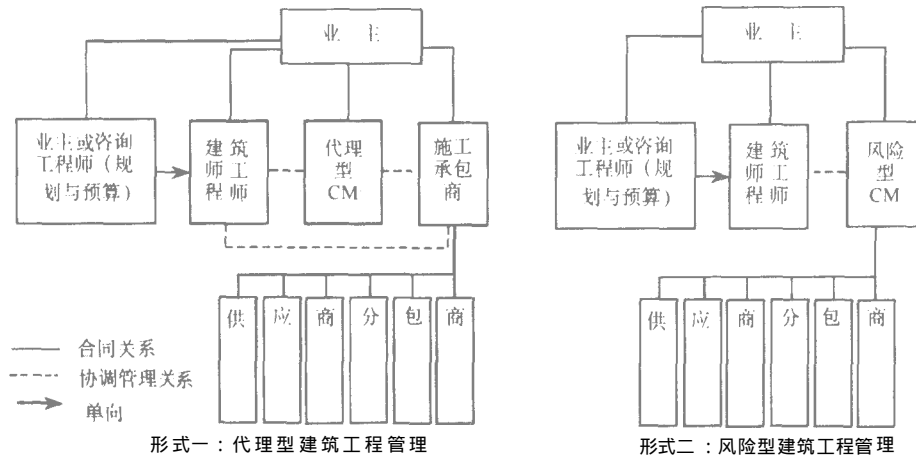 业 主
业主或咨询
工程师（规
划与预算）
建 筑
师 工
程 师
代理
型
CM
施工
承包
商
供 应 商 分 包 商
合同关系
协调管理关系
单向
形式一：代理型建筑工程管理
业 主
业主或咨询
工程师（规
划与预算）
建 筑
师 工
程 师
风险
型
CM
供 应 商 分 包 商
形式二：风险型建筑工程管理